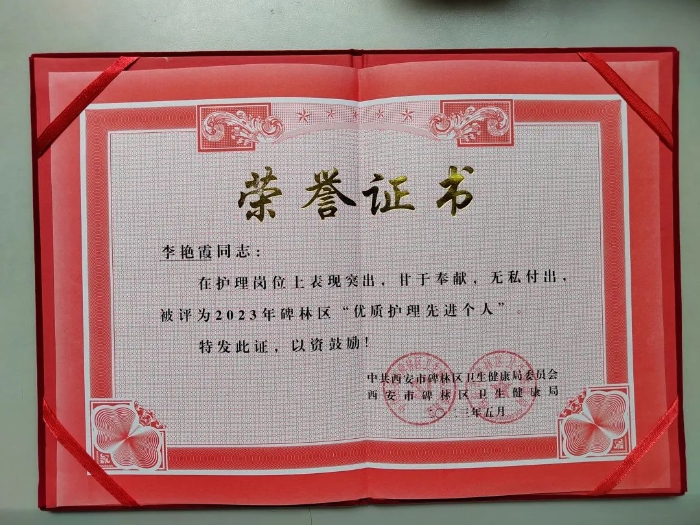 荣誉证书
李艳霞同志：
在护理岗位上表现突出，甘于奉献，无私付出，
被评为2023年碑林区“优质护理先进个人”。
特发此证，以资鼓励！
中共西安市碑林区卫生健康局委员会
西安市碑林区卫生健康局
三年五月